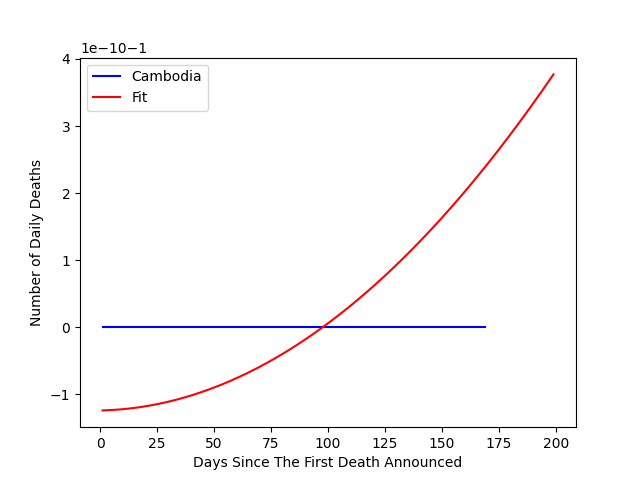 1e−10−1
4
3
2
1
0
−1
Cambodia
Fit
Number of Daily Deaths
0 25 50 75 100 125 150 175 200
Days Since The First Death Announced